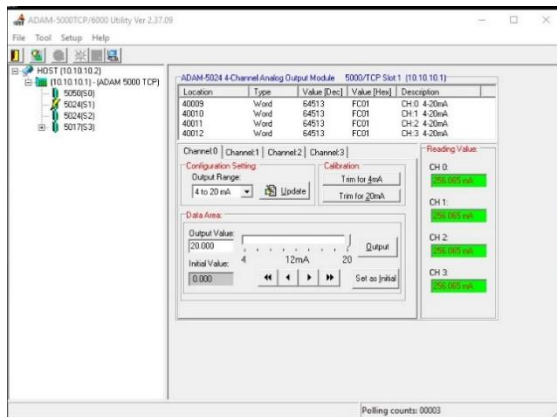 ADAM-5000TCP/6000 Utility Ver 2.37.09
File Tool Setup Help
HOST (10.10.10.2)
(10.10.10.1)-(ADAM 5000 TCP)
5050(S0)
5024(S1)
5024(S2)
5017(S3)
ADAM-5024 4-Channel Analog Output Module 5000/TCP Slot 1 (10.10.10.1)
Location Type Value [Dec] Value [Hex] Description
40009 Word 64513 FC01 CH:0 4-20mA
40010 Word 64513 FC01 CH:1 4-20mA
40011 Word 64513 FC01 CH:2 4-20mA
40012 Word 64513 FC01 CH:3 4-20mA
Channel:0 Channel:1 Channel:2 Channel:3
Configuration Setting:
Output Range:
4 to 20 mA
Update
Calibration:
Trim for 4mA
Trim for 20mA
Data Area:
Output Value:
20.000
4 12mA 20
Output
Initial Value:
0.000
Set as Initial
Reading Value:
CH 0:
256.065 mA
CH 1:
256.065 mA
CH 2:
256.065 mA
CH 3:
256.065 mA
Polling counts: 00003